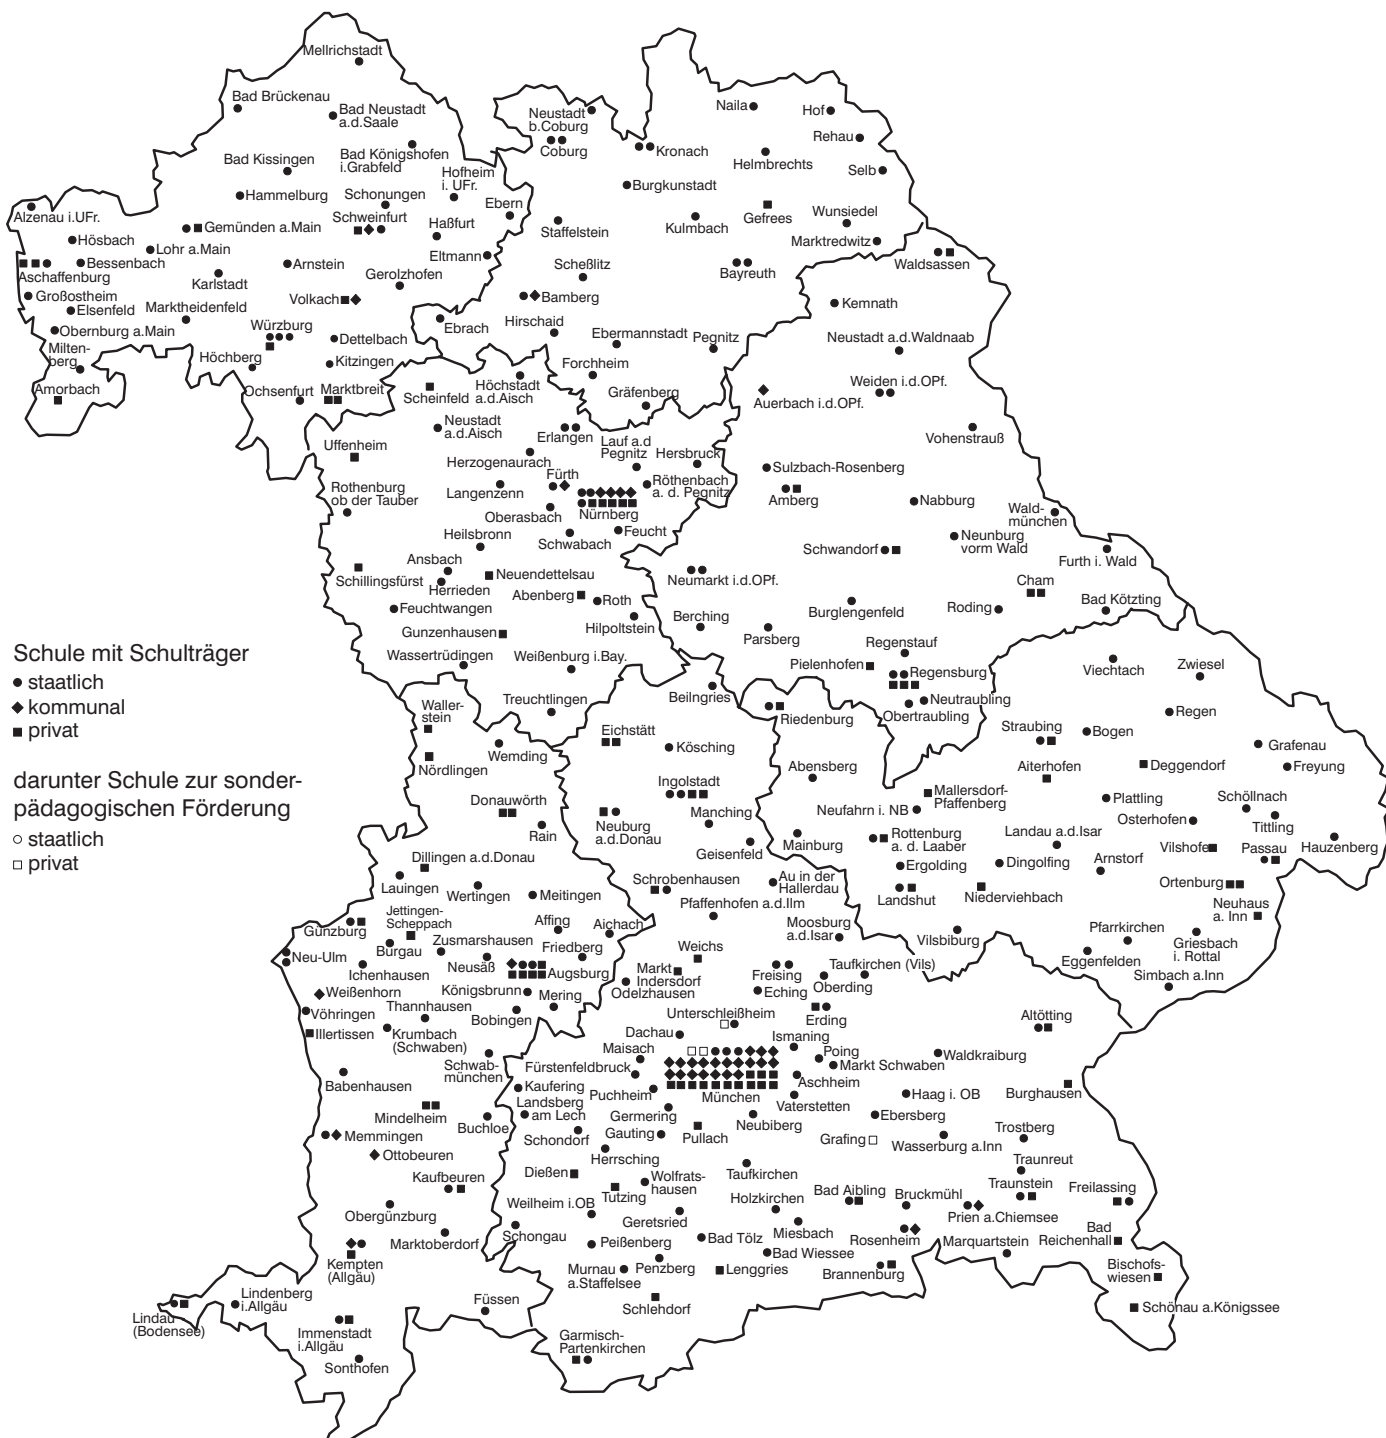 Mellrichstadt
Bad Brückenau
Bad Neustadt
a.d.Saale
Bad Kissingen
Bad Königshofen
i.Grabfeld
Hofheim
i. UFr.
Hammelburg
Schonungen
Ebern
Alzenau i.UFr.
Gemünden a.Main
Schweinfurt
Haßfurt
Hösbach
Lohr a.Main
Eltmann
Bessenbach
Arnstein
Aschaffenburg
Karlstadt
Gerolzhofen
Großostheim
Elsenfeld
Marktheidenfeld
Volkach
Obernburg a.Main
Würzburg
Dettelbach
Milten-
berg
Höchberg
Kitzingen
Amorbach
Ochsenfurt
Marktbreit
Neustadt
b.Coburg
Coburg
Kronach
Naila
Hof
Rehau
Helmbrechts
Selb
Burgkunstadt
Gefrees
Wunsiedel
Staffelstein
Kulmbach
Marktredwitz
Scheßlitz
Bayreuth
Waldsassen
Bamberg
Hirschaid
Ebrach
Ebermannstadt
Pegnitz
Forchheim
Gräfenberg
Kemnath
Neustadt a.d.Waldnaab
Weiden i.d.OPf.
Auerbach i.d.OPf.
Vohenstrauß
Sulzbach-Rosenberg
Amberg
Nabburg
Wald-
münchen
Neunburg
vorm Wald
Schwandorf
Furth i. Wald
Neumarkt i.d.OPf.
Cham
Burglengenfeld
Roding
Bad Kötzting
Berching
Parsberg
Regenstauf
Pielenhofen
Regensburg
Neutraubling
Obertraubling
Scheinfeld
Höchstadt
a.d.Aisch
Neustadt
a.d.Aisch
Erlangen
Lauf a.d
Pegnitz
Hersbruck
Uffenheim
Herzogenaurach
Fürth
Röthenbach
a. d. Pegnitz
Rothenburg
ob der Tauber
Langenzenn
Nürnberg
Oberasbach
Heilsbronn
Schwabach
Feucht
Ansbach
Schillingsfürst
Herrieden
Neuendettelsau
Abenberg
Roth
Feuchtwangen
Hilpoltstein
Gunzenhausen
Wassertrüdingen
Weißenburg i.Bay.
Treuchtlingen
Schule mit Schulträger
staatlich
kommunal
privat
darunter Schule zur sonder-
pädagogischen Förderung
staatlich
privat
Viechtach
Zwiesel
Riedenburg
Straubing
Bogen
Regen
Grafenau
Freyung
Abensberg
Aiterhofen
Deggendorf
Mallersdorf-
Pfaffenberg
Neufahrn i. NB
Plattling
Schöllnach
Osterhofen
Tittling
Mainburg
Rottenburg
a. d. Laaber
Landau a.d.Isar
Vilshofen
Passau
Hauzenberg
Ergolding
Dingolfing
Arnstorf
Landshut
Niederviehbach
Ortenburg
Neuhaus
a. Inn
Vilsbiburg
Pfarrkirchen
Griesbach
i. Rottal
Eggenfelden
Simbach a.Inn
Waller-
stein
Wemding
Nördlingen
Donauwörth
Rain
Dillingen a.d.Donau
Lauingen
Wertingen
Meitingen
Jettingen-
Scheppach
Günzburg
Affing
Aichach
Burgau
Zusmarshausen
Friedberg
Neu-Ulm
Ichenhausen
Neusäß
Augsburg
Weißenhorn
Königsbrunn
Mering
Vöhringen
Thannhausen
Bobingen
Illertissen
Krumbach
(Schwaben)
Schwab-
münchen
Babenhausen
Mindelheim
Buchloe
Memmingen
Ottobeuren
Kaufbeuren
Obergünzburg
Marktoberdorf
Kempten
(Allgäu)
Lindenberg
i.Allgäu
Lindau
(Bodensee)
Füssen
Immenstadt
i.Allgäu
Sonthofen
Beilngries
Eichstätt
Kösching
Ingolstadt
Manching
Neuburg
a.d.Donau
Geisenfeld
Schrobenhausen
Au in der
Hallerdau
Pfaffenhofen a.d.Ilm
Moosburg
a.d.Isar
Weichs
Markt
Indersdorf
Freising
Taufkirchen (Vils)
Odelzhausen
Eching
Oberding
Unterschleißheim
Erding
Altötting
Dachau
Ismaning
Maisach
Poing
Waldkraiburg
Fürstenfeldbruck
Markt Schwaben
Aschheim
Kaufering
Puchheim
München
Haag i. OB
Burghausen
Landsberg
am Lech
Germering
Vaterstetten
Neubiberg
Ebersberg
Schondorf
Gauting
Pullach
Grafing
Wasserburg a.Inn
Trostberg
Herrsching
Taufkirchen
Traunreut
Dießen
Wolfrats-
hausen
Tutzing
Holzkirchen
Bad Aibling
Bruckmühl
Traunstein
Freilassing
Weilheim i.OB
Geretsried
Prien a.Chiemsee
Schongau
Miesbach
Rosenheim
Bad
Reichenhall
Peißenberg
Bad Tölz
Marquartstein
Bad Wiessee
Murnau
a.Staffelsee
Penzberg
Lenggries
Brannenburg
Bischofs-
wiesen
Schlehdorf
Schönau a.Königssee
Garmisch-
Partenkirchen